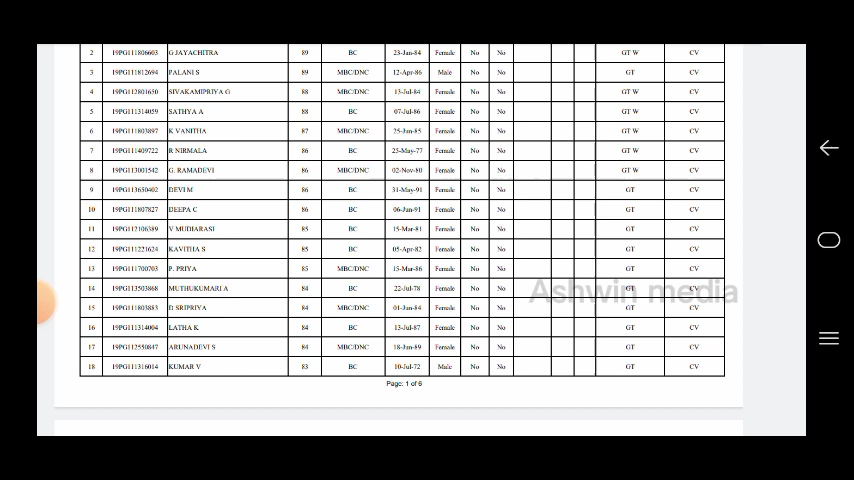 2 19PG111806603 G JAYACHITRA 89 BC 23-Jan-84 Female No No GT W CV
3 19PG111812694 PALANI S 89 MBC/DNC 12-Apr-86 Male No No GT CV
4 19PG112801650 SIVAKAMIPRIYA G 88 MBC/DNC 13-Jul-84 Female No No GT W CV
5 19PG111314059 SATHYA A 88 BC 07-Jul-86 Female No No GT W CV
6 19PG111803897 K VANITHA 87 MBC/DNC 25-Jun-85 Female No No GT W CV
7 19PG111409722 R NIRMALA 86 BC 25-May-77 Female No No GT W CV
8 19PG113001542 G. RAMADEVI 86 MBC/DNC 02-Nov-80 Female No No GT W CV
9 19PG113650402 DEVI M 86 BC 31-May-91 Female No No GT CV
10 19PG111807827 DEEPA C 86 BC 06-Jun-91 Female No No GT CV
11 19PG112106389 V MUDIARASI 85 BC 15-Mar-81 Female No No GT CV
12 19PG111221624 KAVITHA S 85 BC 05-Apr-82 Female No No GT CV
13 19PG111700703 P. PRIYA 85 MBC/DNC 15-Mar-86 Female No No GT CV
14 19PG113503868 MUTHUKUMARI A 84 BC 22-Jul-78 Female No No GT CV
Ashwin media
15 19PG111803883 D SRIPRIYA 84 MBC/DNC 01-Jun-84 Female No No GT CV
16 19PG111314004 LATHA K 84 BC 13-Jul-87 Female No No GT CV
17 19PG112550847 ARUNADEVI S 84 MBC/DNC 18-Jun-89 Female No No GT CV
18 19PG111316014 KUMAR V 83 BC 10-Jul-72 Male No No GT CV
Page: 1 of 6